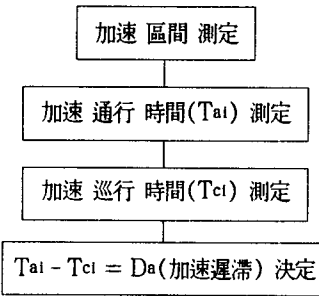 加速 區間 測定
加速 通行 時間(Tai) 測定
加速 巡行 時間(Tci) 測定
Tai - Tci = Da(加速遲滯) 決定